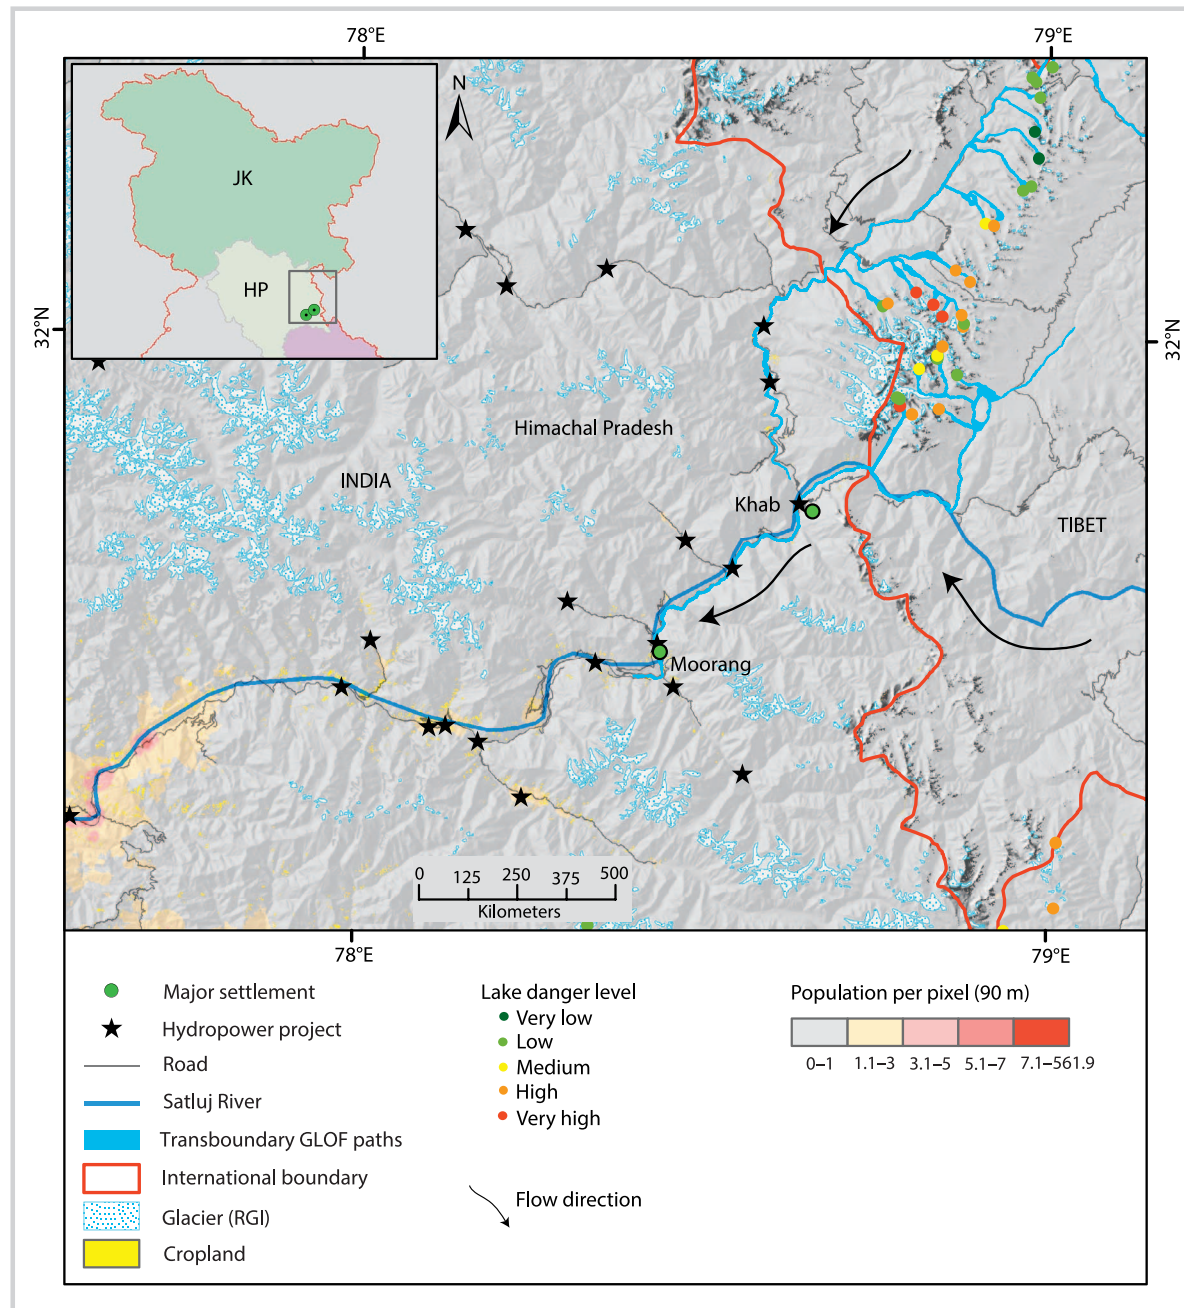 78°E
79°E
N
JK
HP
32°N
32°N
Himachal Pradesh
INDIA
Khab
TIBET
Moorang
0 125 250 375 500
Kilometers
78°E
79°E
Major settlement
Hydropower project
Road
Satluj River
Transboundary GLOF paths
International boundary
Glacier (RGI)
Cropland
Lake danger level
Very low
Low
Medium
High
Very high
Flow direction
Population per pixel (90 m)
0–1 1.1–3 3.1–5 5.1–7 7.1–561.9